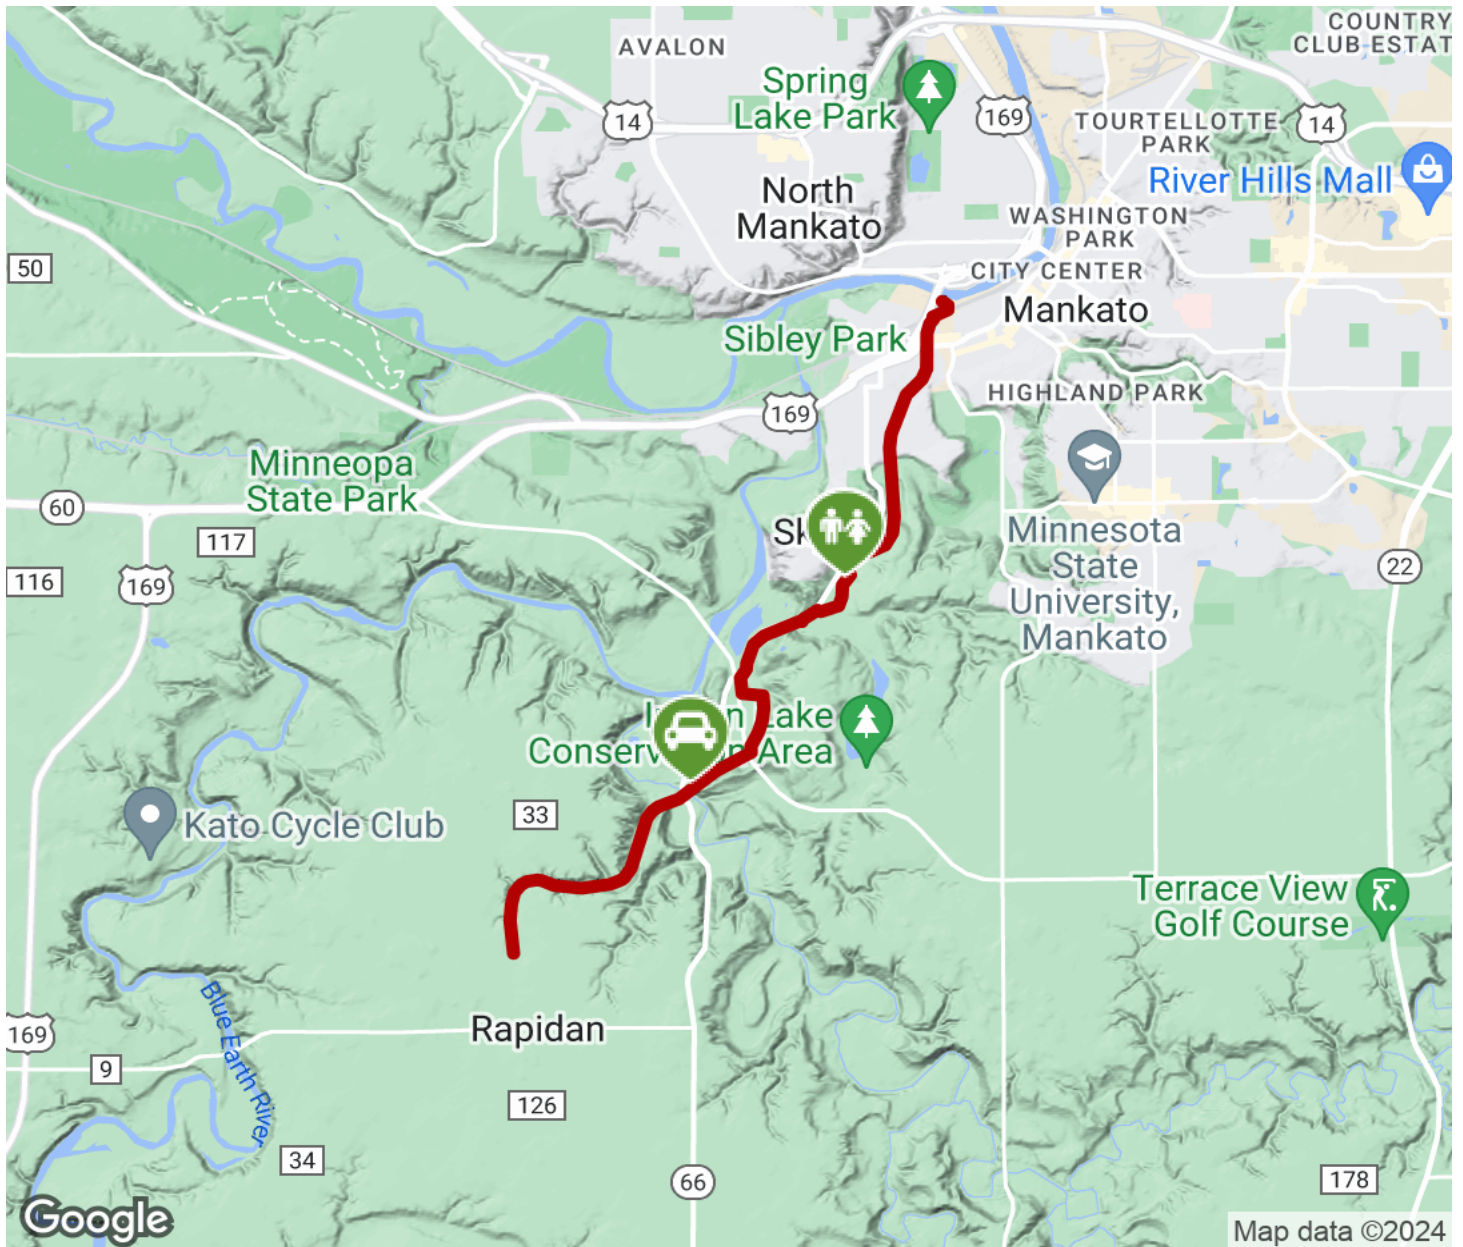 COUNTRY
CLUB ESTAT
AVALON
Spring
Lake Park
14
169
TOURTELLOTTE
PARK
14
River Hills Mall
North
Mankato
WASHINGTON
PARK
50
CITY CENTER
Mankato
Sibley Park
HIGHLAND PARK
169
Minneopa
State Park
60
117
Sk
Minnesota
State
University,
Mankato
116
169
22
Lake
Conserv
n Area
33
Kato Cycle Club
Terrace View
Golf Course
Blue Earth River
Rapidan
169
9
126
34
66
178
Google
Map data ©2024